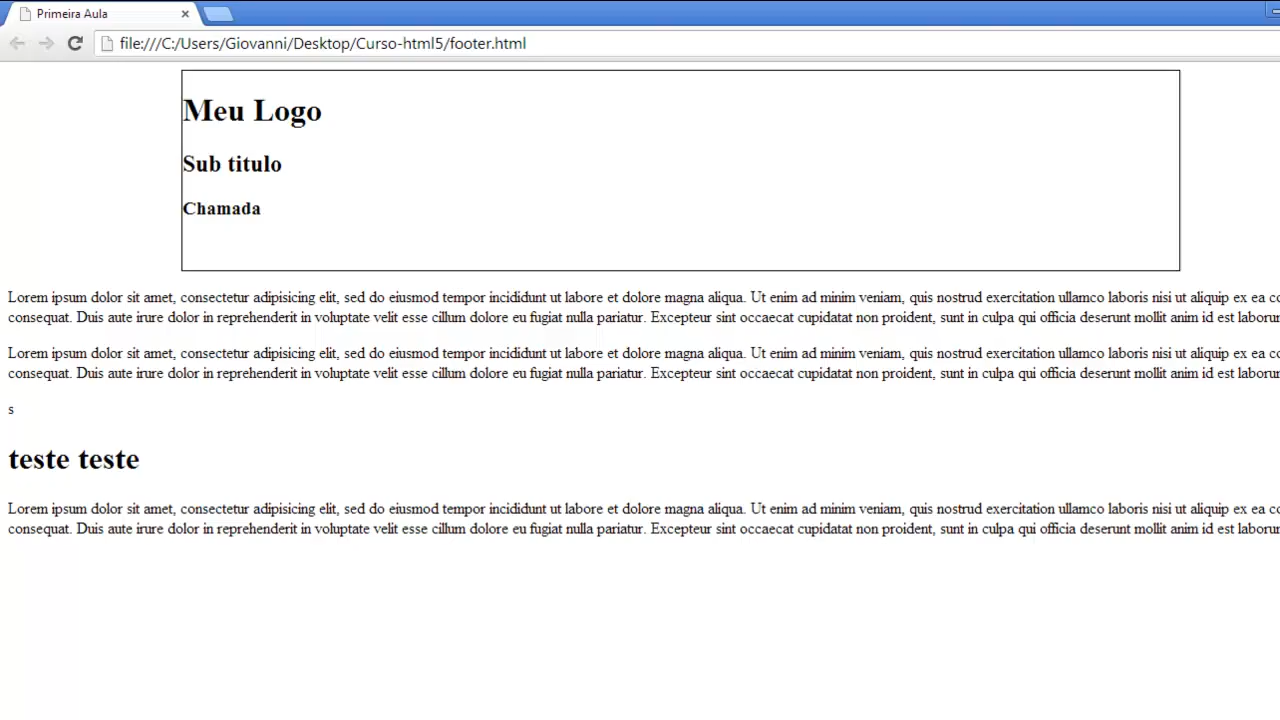 Primeira Aula
file:///C:/Users/Giovanni/Desktop/Curso-html5/footer.html
Meu Logo
Sub titulo
Chamada
Lorem ipsum dolor sit amet, consectetur adipisicing elit, sed do eiusmod tempor incididunt ut labore et dolore magna aliqua. Ut enim ad minim veniam, quis nostrud exercitation ullamco laboris nisi ut aliquip ex ea co
consequat. Duis aute irure dolor in reprehenderit in voluptate velit esse cillum dolore eu fugiat nulla pariatur. Excepteur sint occaecat cupidatat non proident, sunt in culpa qui officia deserunt mollit anim id est laborum
Lorem ipsum dolor sit amet, consectetur adipisicing elit, sed do eiusmod tempor incididunt ut labore et dolore magna aliqua. Ut enim ad minim veniam, quis nostrud exercitation ullamco laboris nisi ut aliquip ex ea co
consequat. Duis aute irure dolor in reprehenderit in voluptate velit esse cillum dolore eu fugiat nulla pariatur. Excepteur sint occaecat cupidatat non proident, sunt in culpa qui officia deserunt mollit anim id est laborum
s
teste teste
Lorem ipsum dolor sit amet, consectetur adipisicing elit, sed do eiusmod tempor incididunt ut labore et dolore magna aliqua. Ut enim ad minim veniam, quis nostrud exercitation ullamco laboris nisi ut aliquip ex ea co
consequat. Duis aute irure dolor in reprehenderit in voluptate velit esse cillum dolore eu fugiat nulla pariatur. Excepteur sint occaecat cupidatat non proident, sunt in culpa qui officia deserunt mollit anim id est laborum